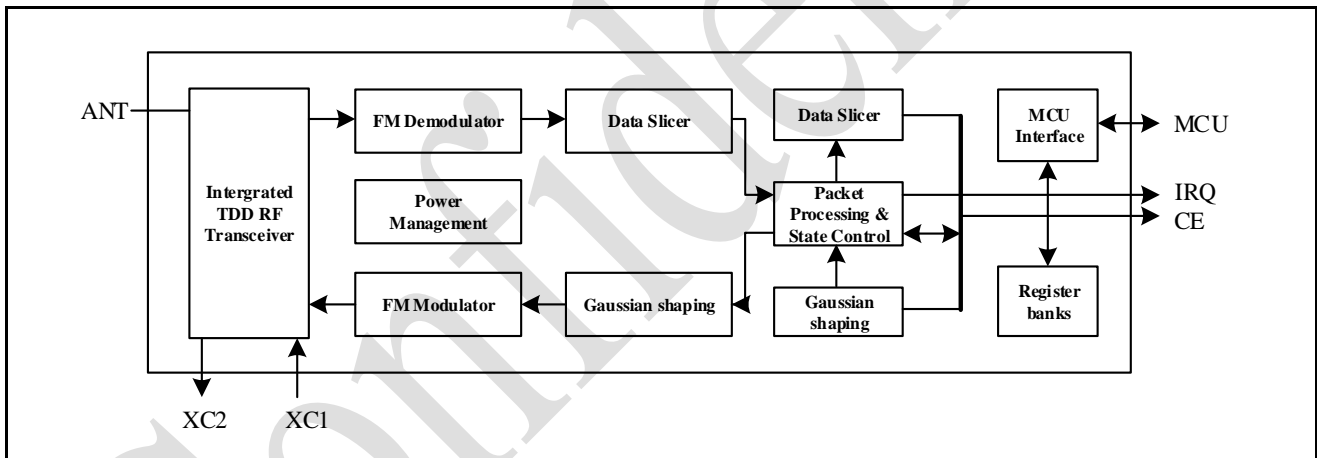 ANT
Intergrated
TDD RF
Transceiver
FM Demodulator
Data Slicer
Data Slicer
MCU
Interface
MCU
Power
Management
Packet
Processing &
State Control
IRQ
CE
FM Modulator
Gaussian shaping
Gaussian
shaping
Register
banks
XC2
XC1